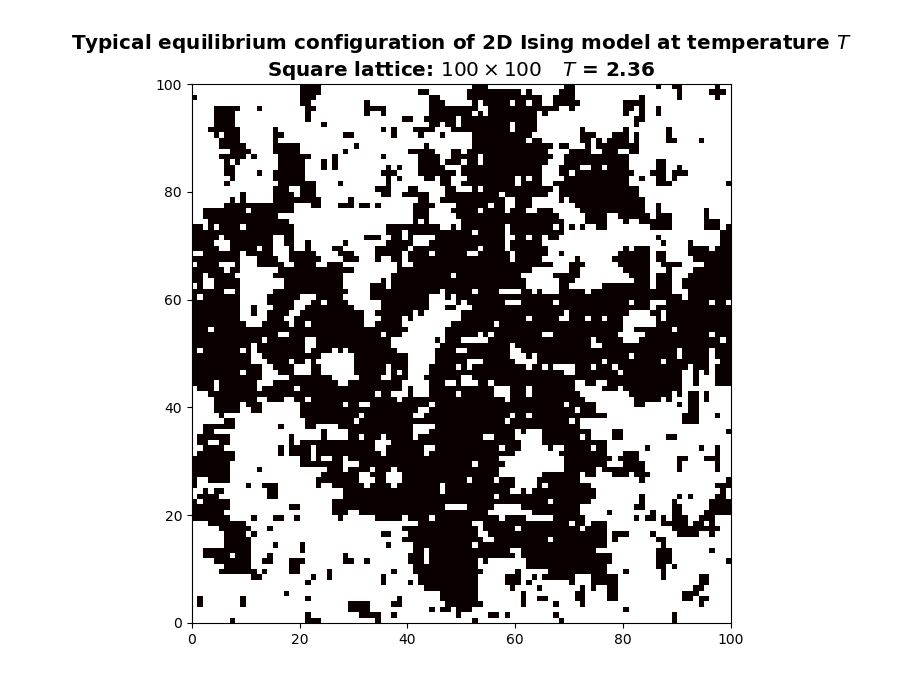 Typical equilibrium configuration of 2D Ising model at temperature T
Square lattice: 100 × 100 T = 2.36
100
80
60
40
20
0
0 20 40 60 80 100